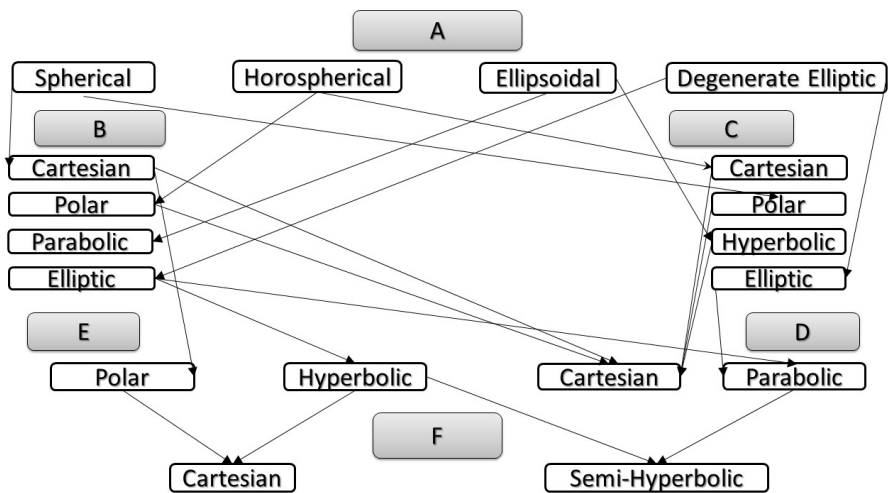 A
Spherical
Horospherical
Ellipsoidal
Degenerate Elliptic
B
C
Cartesian
Cartesian
Polar
Polar
Parabolic
Hyperbolic
Elliptic
Elliptic
E
D
Polar
Hyperbolic
Cartesian
Parabolic
F
Cartesian
Semi-Hyperbolic